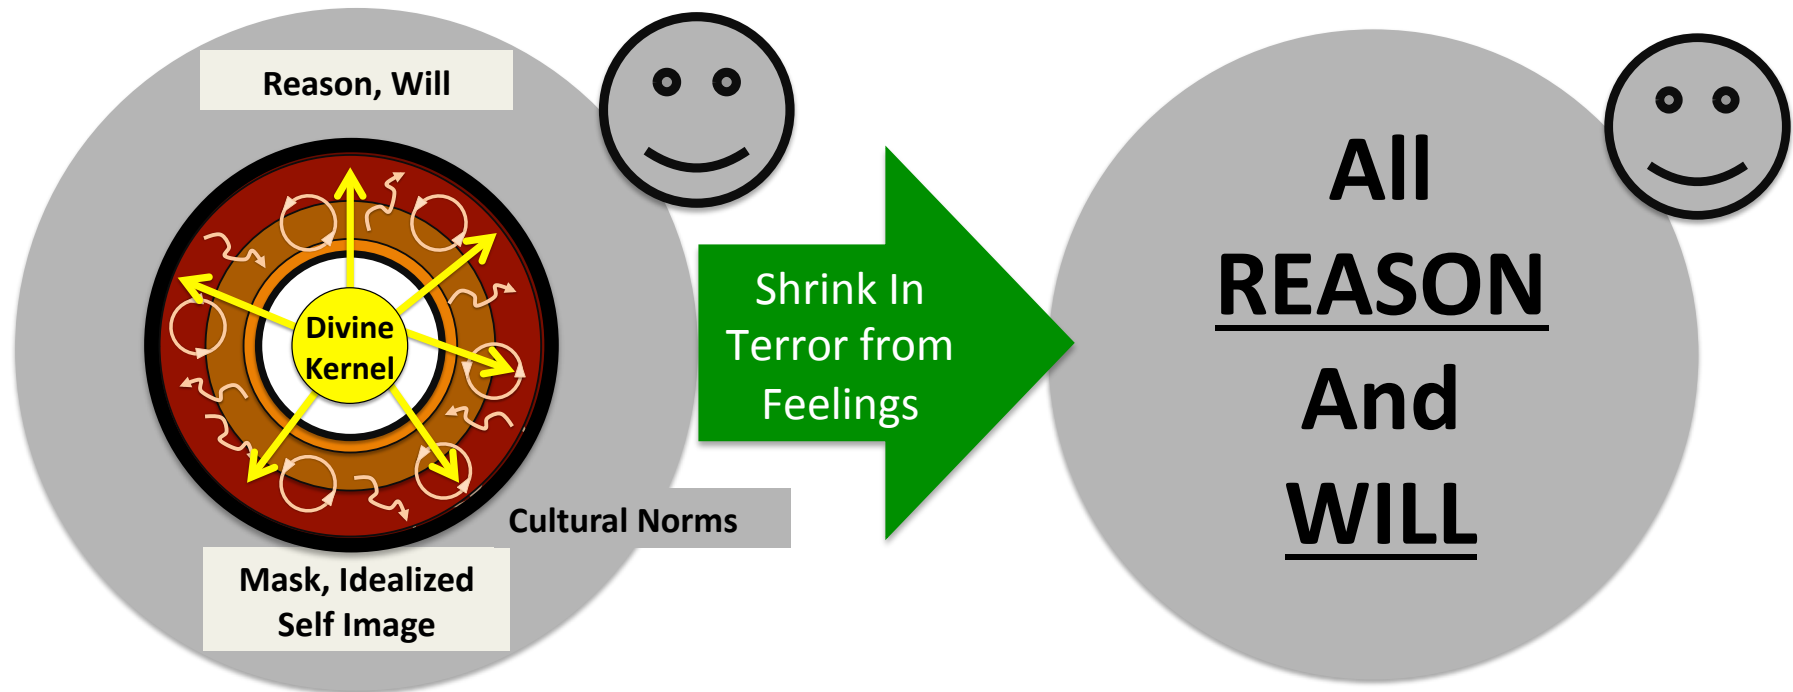 Reason, Will
Divine
Kernel
Cultural Norms
Mask, Idealized
Self Image
Shrink In
Terror from
Feelings
All
REASON
And
WILL